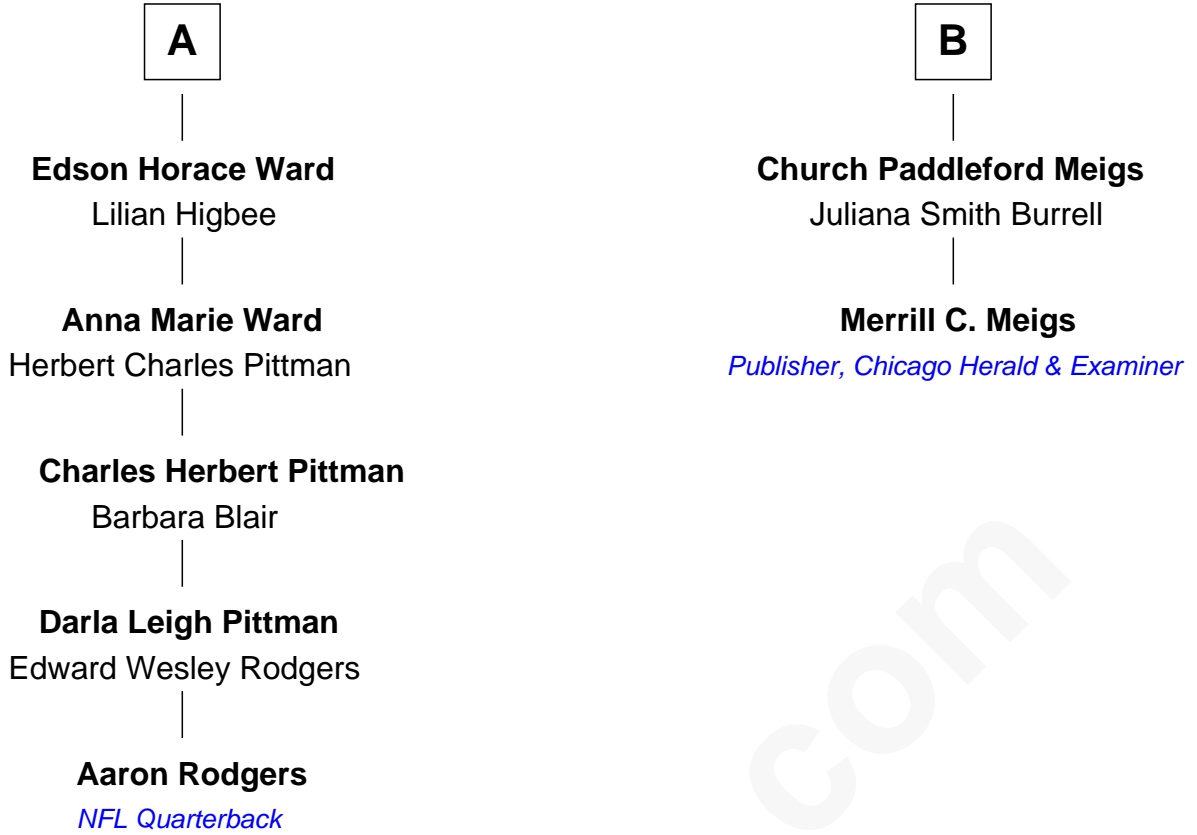 A
Edson Horace Ward
Lilian Higbee
Anna Marie Ward
Herbert Charles Pittman
Charles Herbert Pittman
Barbara Blair
Darla Leigh Pittman
Edward Wesley Rodgers
Aaron Rodgers
NFL Quarterback
B
Church Paddleford Meigs
Juliana Smith Burrell
Merrill C. Meigs
Publisher, Chicago Herald & Examiner
com